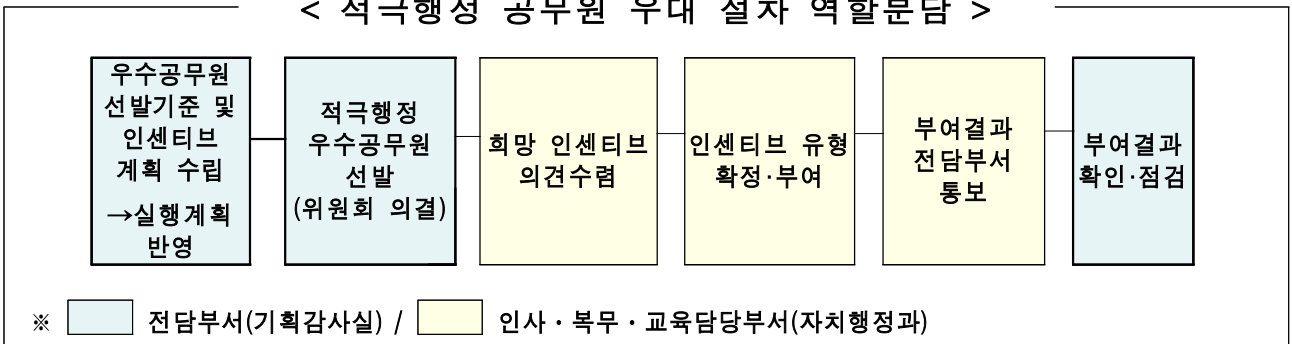 < 적극행정 공무원 우대 절차 역할분담 >
우수공무원
선발기준 및
인센티브
계획 수립
→실행계획
반영
적극행정
우수공무원
선발
(위원회 의결)
희망 인센티브
의견수렴
인센티브 유형
확정·부여
부여결과
전담부서
통보
부여결과
확인·점검
※ 전담부서(기획감사실) / 인사·복무·교육담당부서(자치행정과)